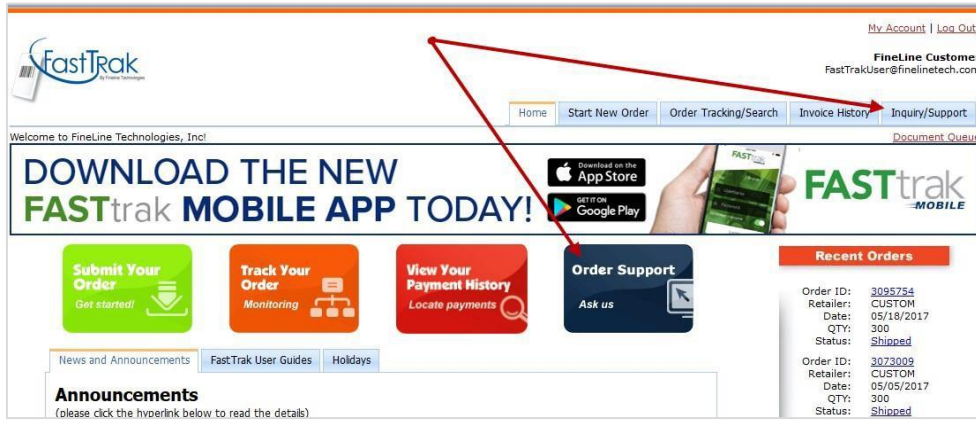 My Account | Log Out
FastTrak
By Fineline Technologies
FineLine Customer
FastTrakUser@finelinetech.com
Home Start New Order Order Tracking/Search Invoice History Inquiry/Support
Welcome to FineLine Technologies, Inc!
Document Queue
DOWNLOAD THE NEW
FASTtrak MOBILE APP TODAY!
Download on the
App Store
GET IT ON
Google Play
FASTtrak
FASTtrak
MOBILE
Submit Your
Order
Get started!
Track Your
Order
Monitoring
View Your
Payment History
Locate payments
Order Support
Ask us
Recent Orders
Order ID: 3095754
Retailer: CUSTOM
Date: 05/18/2017
QTY: 300
Status: Shipped
Order ID: 3073009
Retailer: CUSTOM
Date: 05/05/2017
QTY: 300
Status: Shipped
News and Announcements FastTrak User Guides Holidays
Announcements
(please click the hyperlink below to read the details)